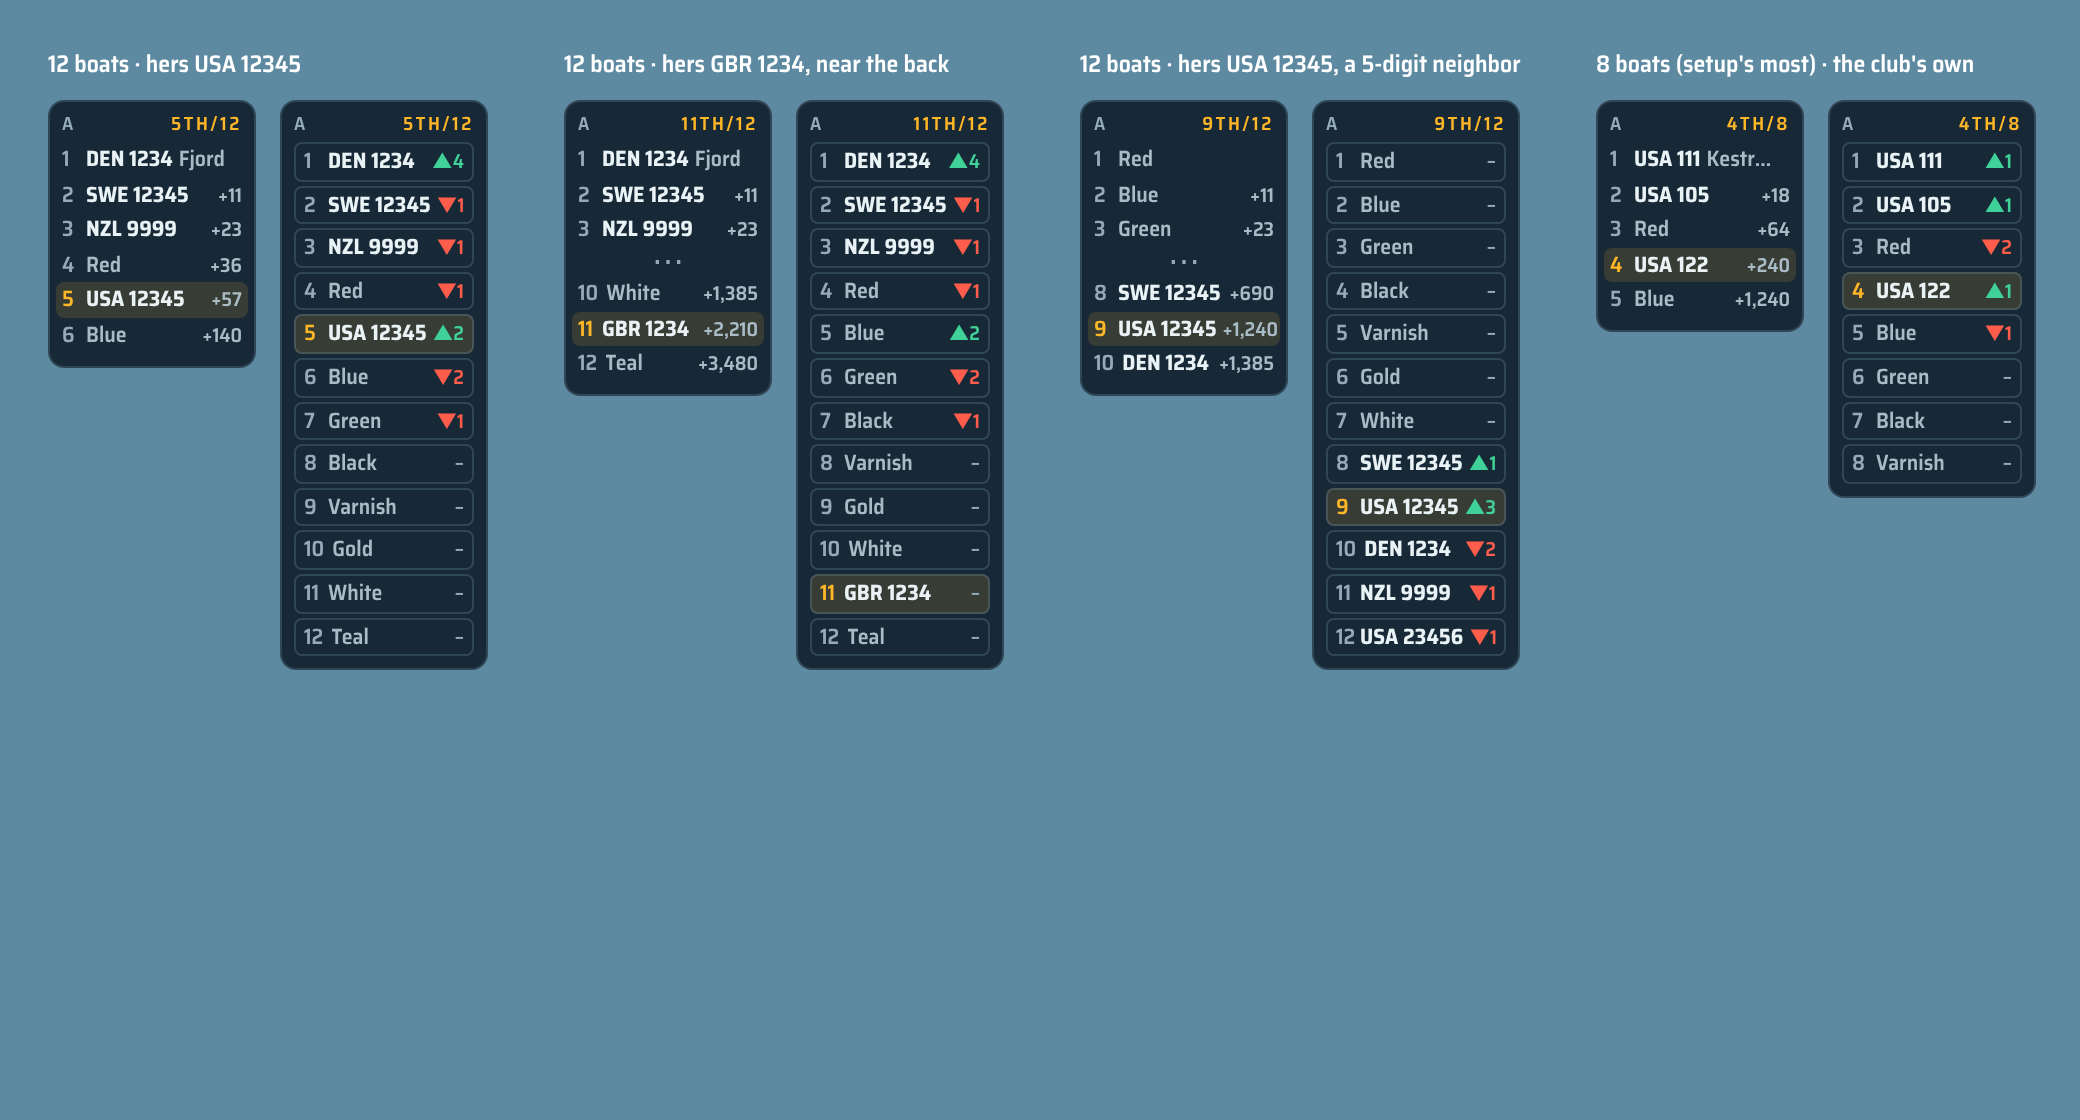 12 boats · hers USA 12345
A 5TH/12
1 DEN 1234 Fjord
2 SWE 12345 +11
3 NZL 9999 +23
4 Red +36
5 USA 12345 +57
6 Blue +140
A 5TH/12
1 DEN 1234 ▲4
2 SWE 12345 ▼1
3 NZL 9999 ▼1
4 Red ▼1
5 USA 12345 ▲2
6 Blue ▼2
7 Green ▼1
8 Black –
9 Varnish –
10 Gold –
11 White –
12 Teal –
12 boats · hers GBR 1234, near the back
A 11TH/12
1 DEN 1234 Fjord
2 SWE 12345 +11
3 NZL 9999 +23
...
10 White +1,385
11 GBR 1234 +2,210
12 Teal +3,480
A 11TH/12
1 DEN 1234 ▲4
2 SWE 12345 ▼1
3 NZL 9999 ▼1
4 Red ▼1
5 Blue ▲2
6 Green ▼2
7 Black ▼1
8 Varnish –
9 Gold –
10 White –
11 GBR 1234 –
12 Teal –
12 boats · hers USA 12345, a 5-digit neighbor
A 9TH/12
1 Red
2 Blue +11
3 Green +23
...
8 SWE 12345 +690
9 USA 12345 +1,240
10 DEN 1234 +1,385
A 9TH/12
1 Red –
2 Blue –
3 Green –
4 Black –
5 Varnish –
6 Gold –
7 White –
8 SWE 12345 ▲1
9 USA 12345 ▲3
10 DEN 1234 ▼2
11 NZL 9999 ▼1
12 USA 23456 ▼1
8 boats (setup's most) · the club's own
A 4TH/8
1 USA 111 Kestr...
2 USA 105 +18
3 Red +64
4 USA 122 +240
5 Blue +1,240
A 4TH/8
1 USA 111 ▲1
2 USA 105 ▲1
3 Red ▼2
4 USA 122 ▲1
5 Blue ▼1
6 Green –
7 Black –
8 Varnish –